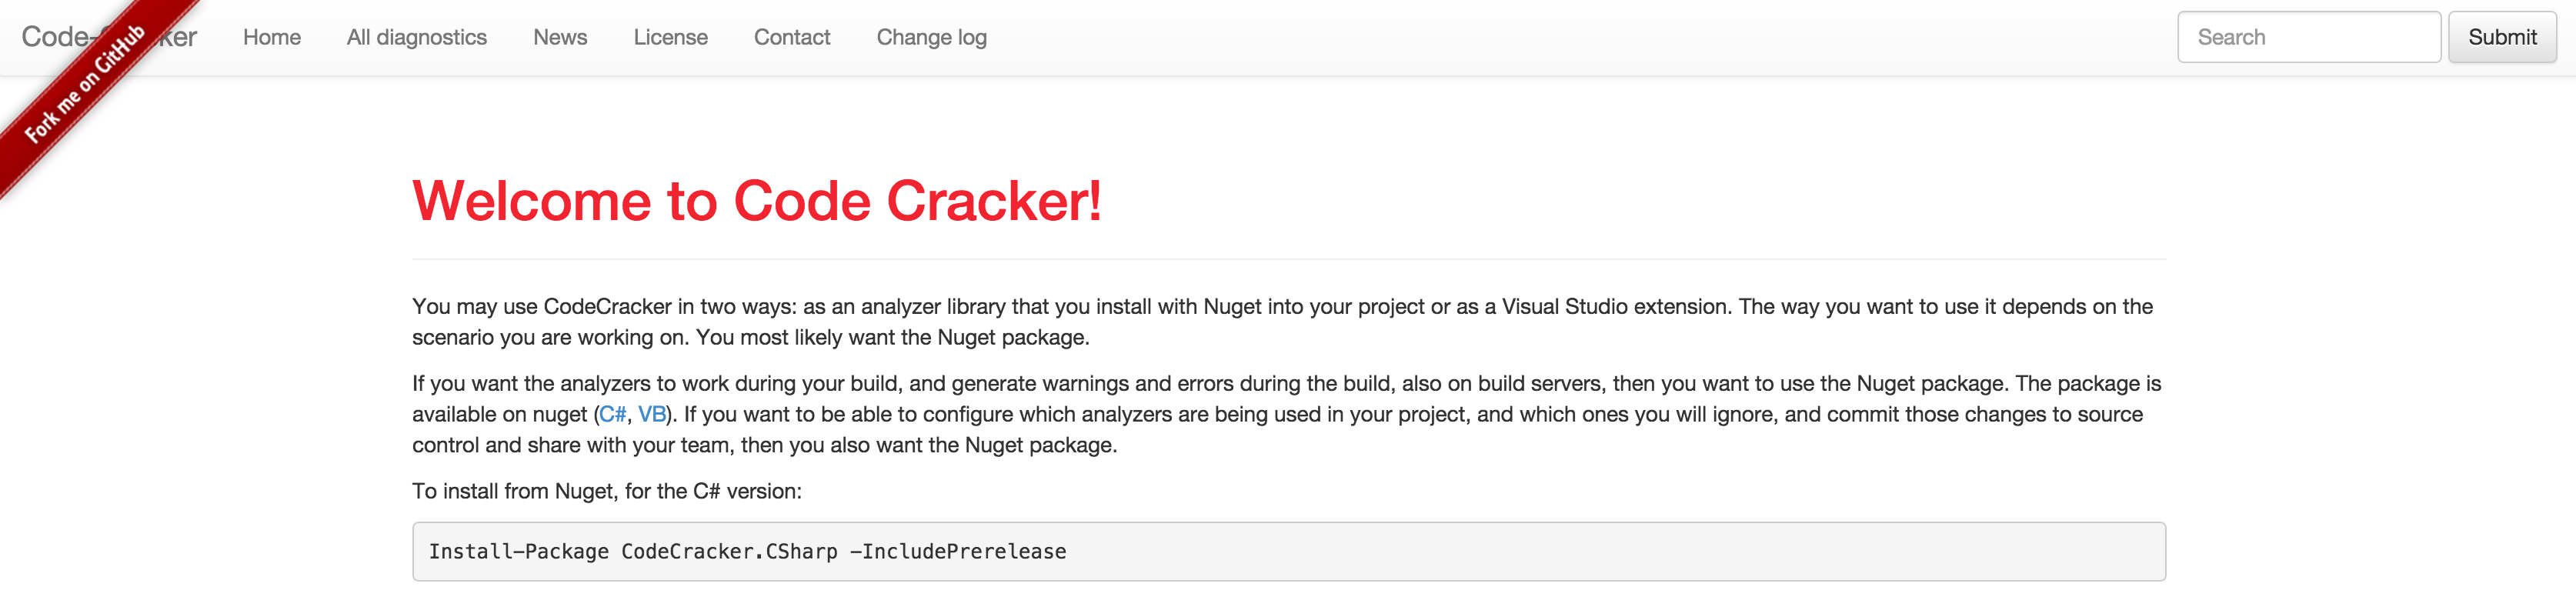 Code- ker Home All diagnostics News License Contact Change log Search Submit
Fork me on GitHub
Welcome to Code Cracker!
You may use CodeCracker in two ways: as an analyzer library that you install with Nuget into your project or as a Visual Studio extension. The way you want to use it depends on the
scenario you are working on. You most likely want the Nuget package.
If you want the analyzers to work during your build, and generate warnings and errors during the build, also on build servers, then you want to use the Nuget package. The package is
available on nuget (C#, VB). If you want to be able to configure which analyzers are being used in your project, and which ones you will ignore, and commit those changes to source
control and share with your team, then you also want the Nuget package.
To install from Nuget, for the C# version:
Install-Package CodeCracker.CSharp -IncludePrerelease